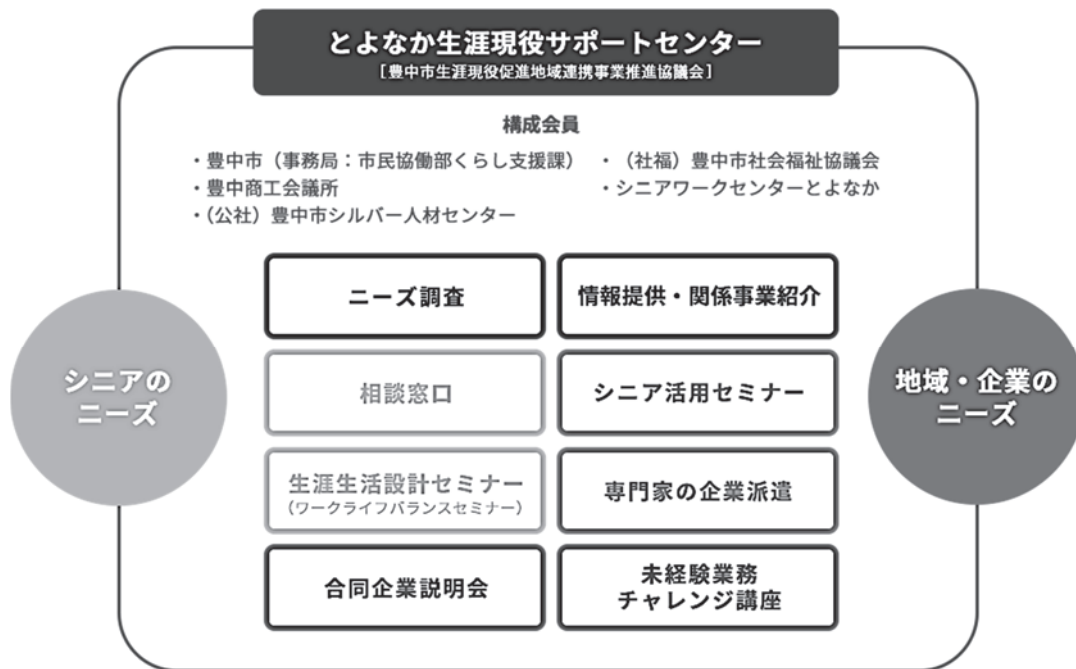 とよなか生涯現役サポートセンター
[豊中市生涯現役促進地域連携事業推進協議会]
構成会員
・豊中市（事務局：市民協働部くらし支援課）
・豊中商工会議所
・（公社）豊中市シルバー人材センター
・（社福）豊中市社会福祉協議会
・シニアワークセンターとよなか
シニアの
ニーズ
ニーズ調査
情報提供・関係事業紹介
相談窓口
シニア活用セミナー
生涯生活設計セミナー
（ワークライフバランスセミナー）
専門家の企業派遣
合同企業説明会
未経験業務
チャレンジ講座
地域・企業の
ニーズ